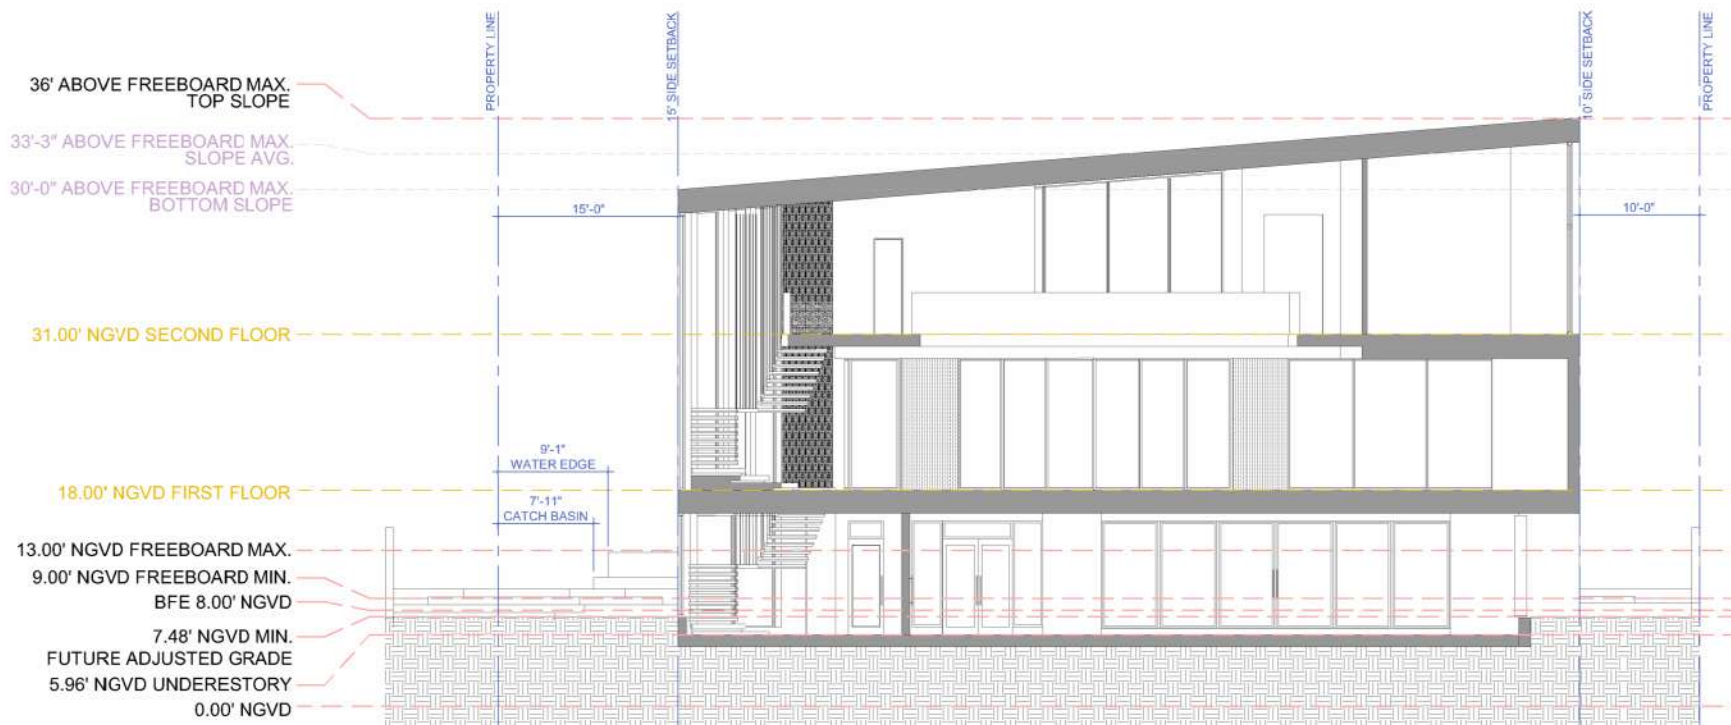 PROPERTY LINE
15' SIDE SETBACK
10' SIDE SETBACK
PROPERTY LINE
36' ABOVE FREEBOARD MAX.
TOP SLOPE
33'-3" ABOVE FREEBOARD MAX.
SLOPE AVG.
30'-0" ABOVE FREEBOARD MAX.
BOTTOM SLOPE
15'-0"
10'-0"
31.00' NGVD SECOND FLOOR
9'-1"
WATER EDGE
18.00' NGVD FIRST FLOOR
7'-11"
CATCH BASIN
13.00' NGVD FREEBOARD MAX.
9.00' NGVD FREEBOARD MIN.
BFE 8.00' NGVD
7.48' NGVD MIN.
FUTURE ADJUSTED GRADE
5.96' NGVD UNDERESTORY
0.00' NGVD